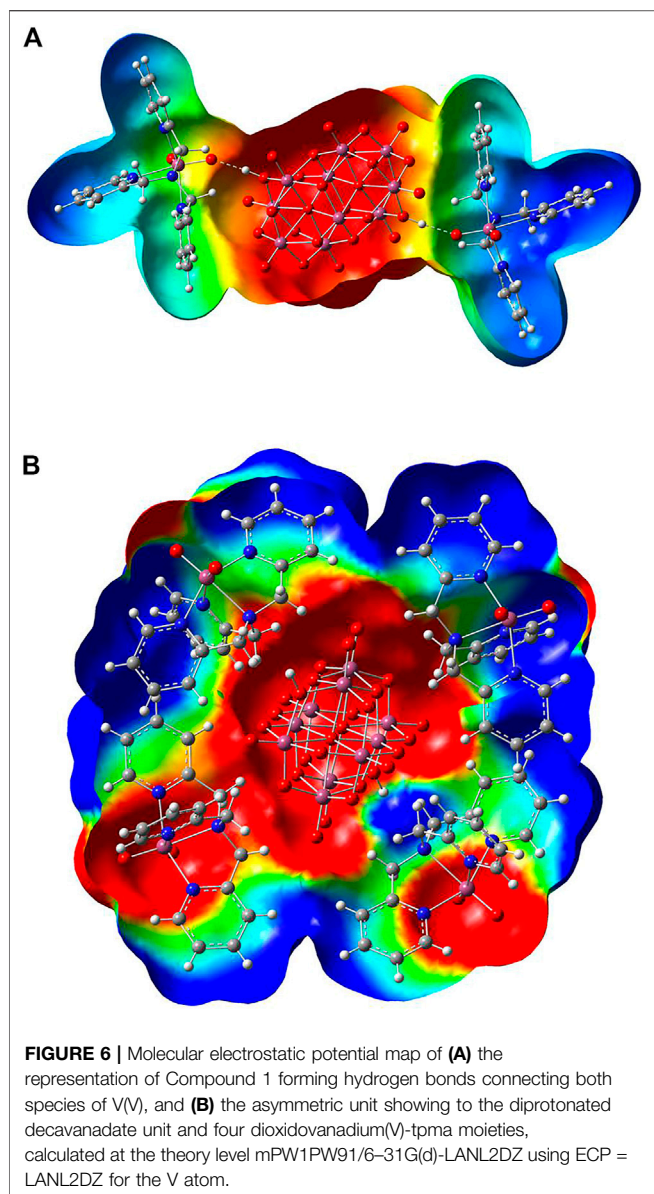 A
B
FIGURE 6 | Molecular electrostatic potential map of (A) the
representation of Compound 1 forming hydrogen bonds connecting both
species of V(V), and (B) the asymmetric unit showing to the diprotonated
decavanadate unit and four dioxidovanadium(V)-tpma moieties,
calculated at the theory level mPW1PW91/6–31G(d)-LANL2DZ using ECP =
LANL2DZ for the V atom.